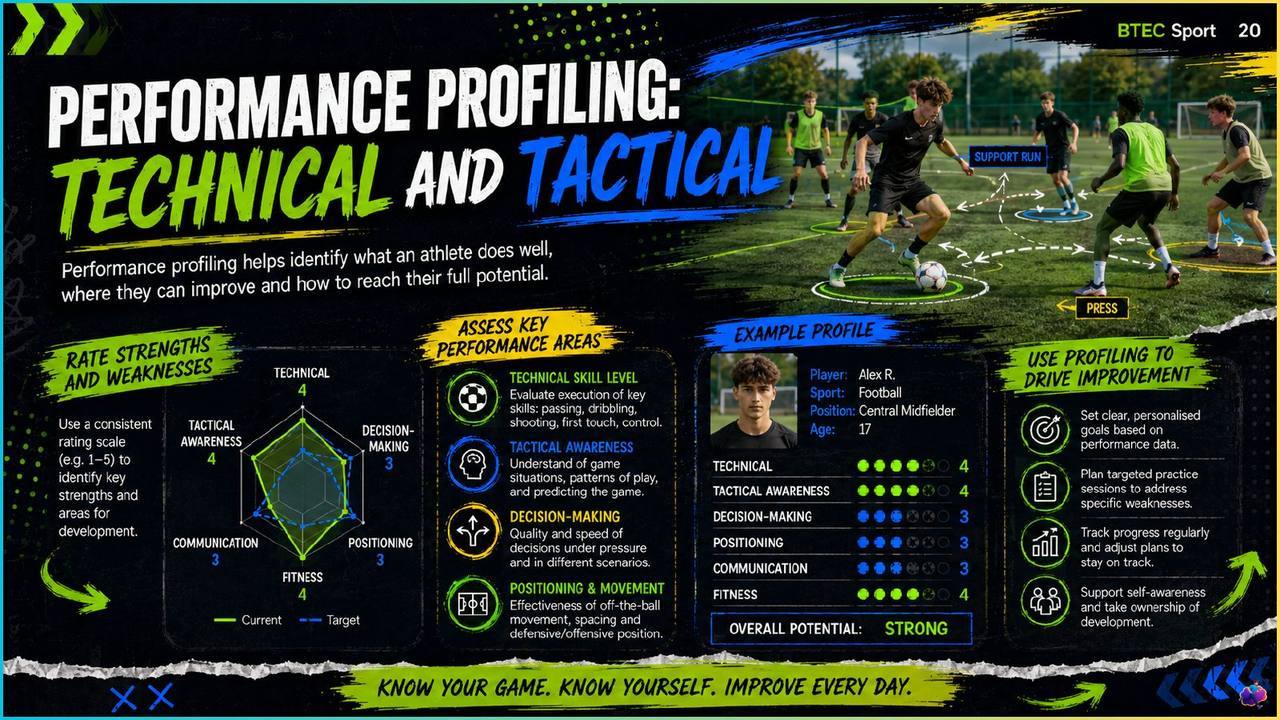 BTEC Sport 20
PERFORMANCE PROFILING:
TECHNICAL AND TACTICAL
Performance profiling helps identify what an athlete does well,
where they can improve and how to reach their full potential.
SUPPORT RUN
PRESS
RATE STRENGTHS
AND WEAKNESSES
Use a consistent
rating scale
(e.g. 1–5) to
identify key
strengths and
areas for
development.
TECHNICAL
4
TACTICAL
AWARENESS
4
DECISION-
MAKING
3
COMMUNICATION
3
POSITIONING
3
FITNESS
4
Current Target
ASSESS KEY
PERFORMANCE AREAS
TECHNICAL SKILL LEVEL
Evaluate execution of key
skills: passing, dribbling,
shooting, first touch, control.
TACTICAL AWARENESS
Understand of game
situations, patterns of play,
and predicting the game.
DECISION-MAKING
Quality and speed of
decisions under pressure
and in different scenarios.
POSITIONING & MOVEMENT
Effectiveness of off-the-ball
movement, spacing and
defensive/offensive position.
EXAMPLE PROFILE
Player: Alex R.
Sport: Football
Position: Central Midfielder
Age: 17
TECHNICAL 4
TACTICAL AWARENESS 4
DECISION-MAKING 3
POSITIONING 3
COMMUNICATION 3
FITNESS 4
OVERALL POTENTIAL: STRONG
USE PROFILING TO
DRIVE IMPROVEMENT
Set clear, personalised
goals based on
performance data.
Plan targeted practice
sessions to address
specific weaknesses.
Track progress regularly
and adjust plans to
stay on track.
Support self-awareness
and take ownership of
development.
KNOW YOUR GAME. KNOW YOURSELF. IMPROVE EVERY DAY.